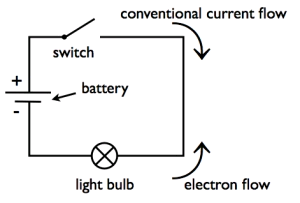 conventional current flow
switch
+
battery
-
light bulb
electron flow